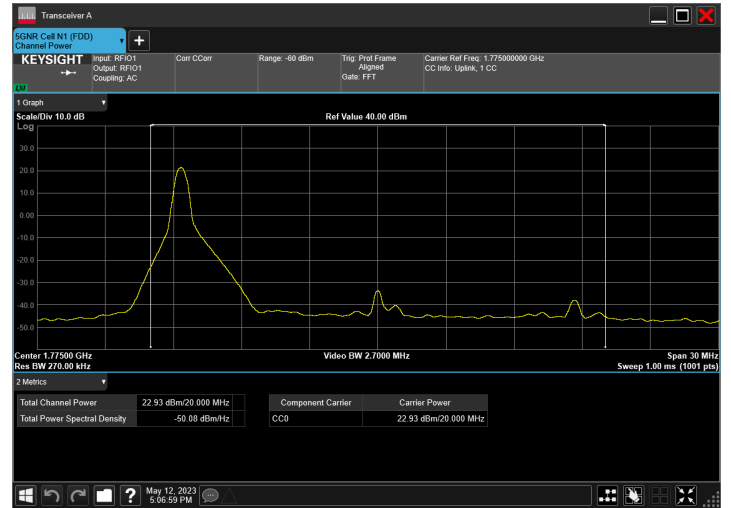 Transceiver A
5GNR Cell N1 (FDD)
Channel Power
KEYSIGHT
Input: RFIO1
Output: RFIO1
Coupling: AC
Corr CCorr
Range: -60 dBm
Trig: Prot Frame
Aligned
Gate: FFT
Carrier Ref Freq: 1.775000000 GHz
CC Info: Uplink, 1 CC
LXI
1 Graph
Scale/Div 10.0 dB
Ref Value 40.00 dBm
Log
30.0
20.0
10.0
0.00
-10.0
-20.0
-30.0
-40.0
-50.0
Center 1.77500 GHz
Video BW 2.7000 MHz
Span 30 MHz
Res BW 270.00 kHz
Sweep 1.00 ms (1001 pts)
2 Metrics
Total Channel Power 22.93 dBm/20.000 MHz
Total Power Spectral Density -50.08 dBm/Hz
Component Carrier Carrier Power
CC0 22.93 dBm/20.000 MHz
?
May 12, 2023
5:06:59 PM